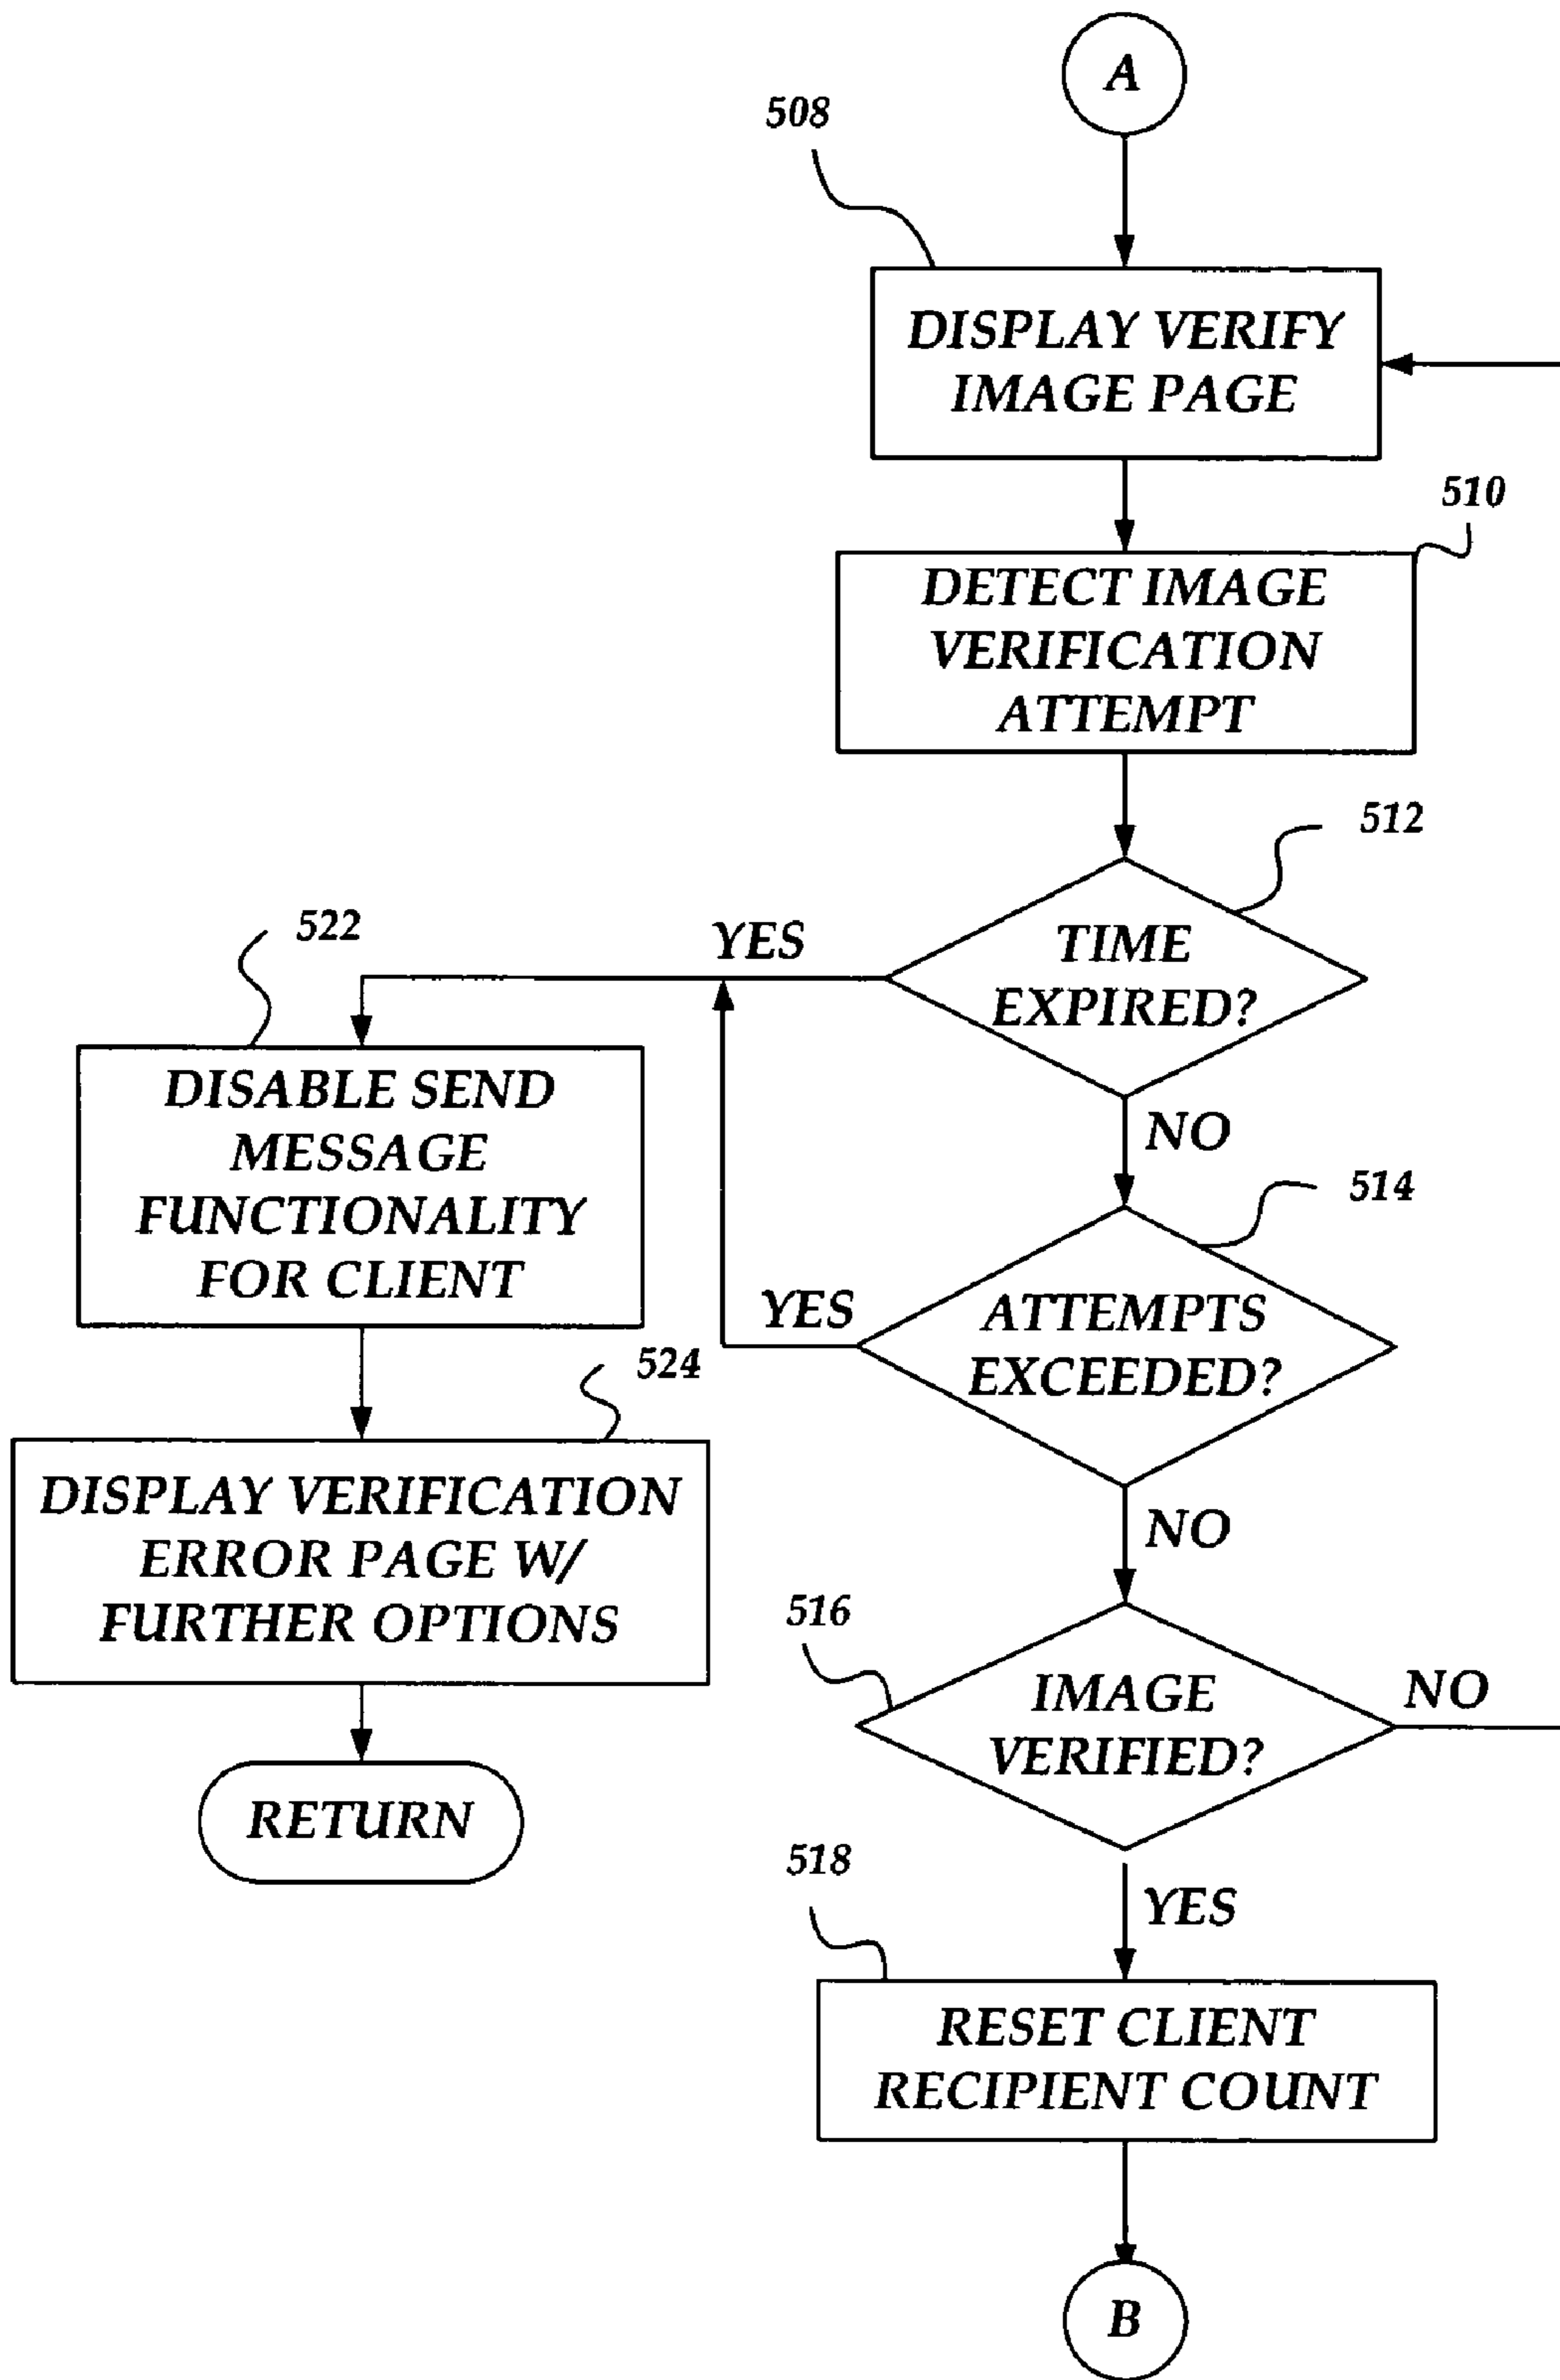 A
508
DISPLAY VERIFY
IMAGE PAGE
510
DETECT IMAGE
VERIFICATION
ATTEMPT
512
TIME
EXPIRED?
YES
NO
522
DISABLE SEND
MESSAGE
FUNCTIONALITY
FOR CLIENT
514
ATTEMPTS
EXCEEDED?
YES
NO
524
DISPLAY VERIFICATION
ERROR PAGE W/
FURTHER OPTIONS
RETURN
516
IMAGE
VERIFIED?
NO
YES
518
RESET CLIENT
RECIPIENT COUNT
B